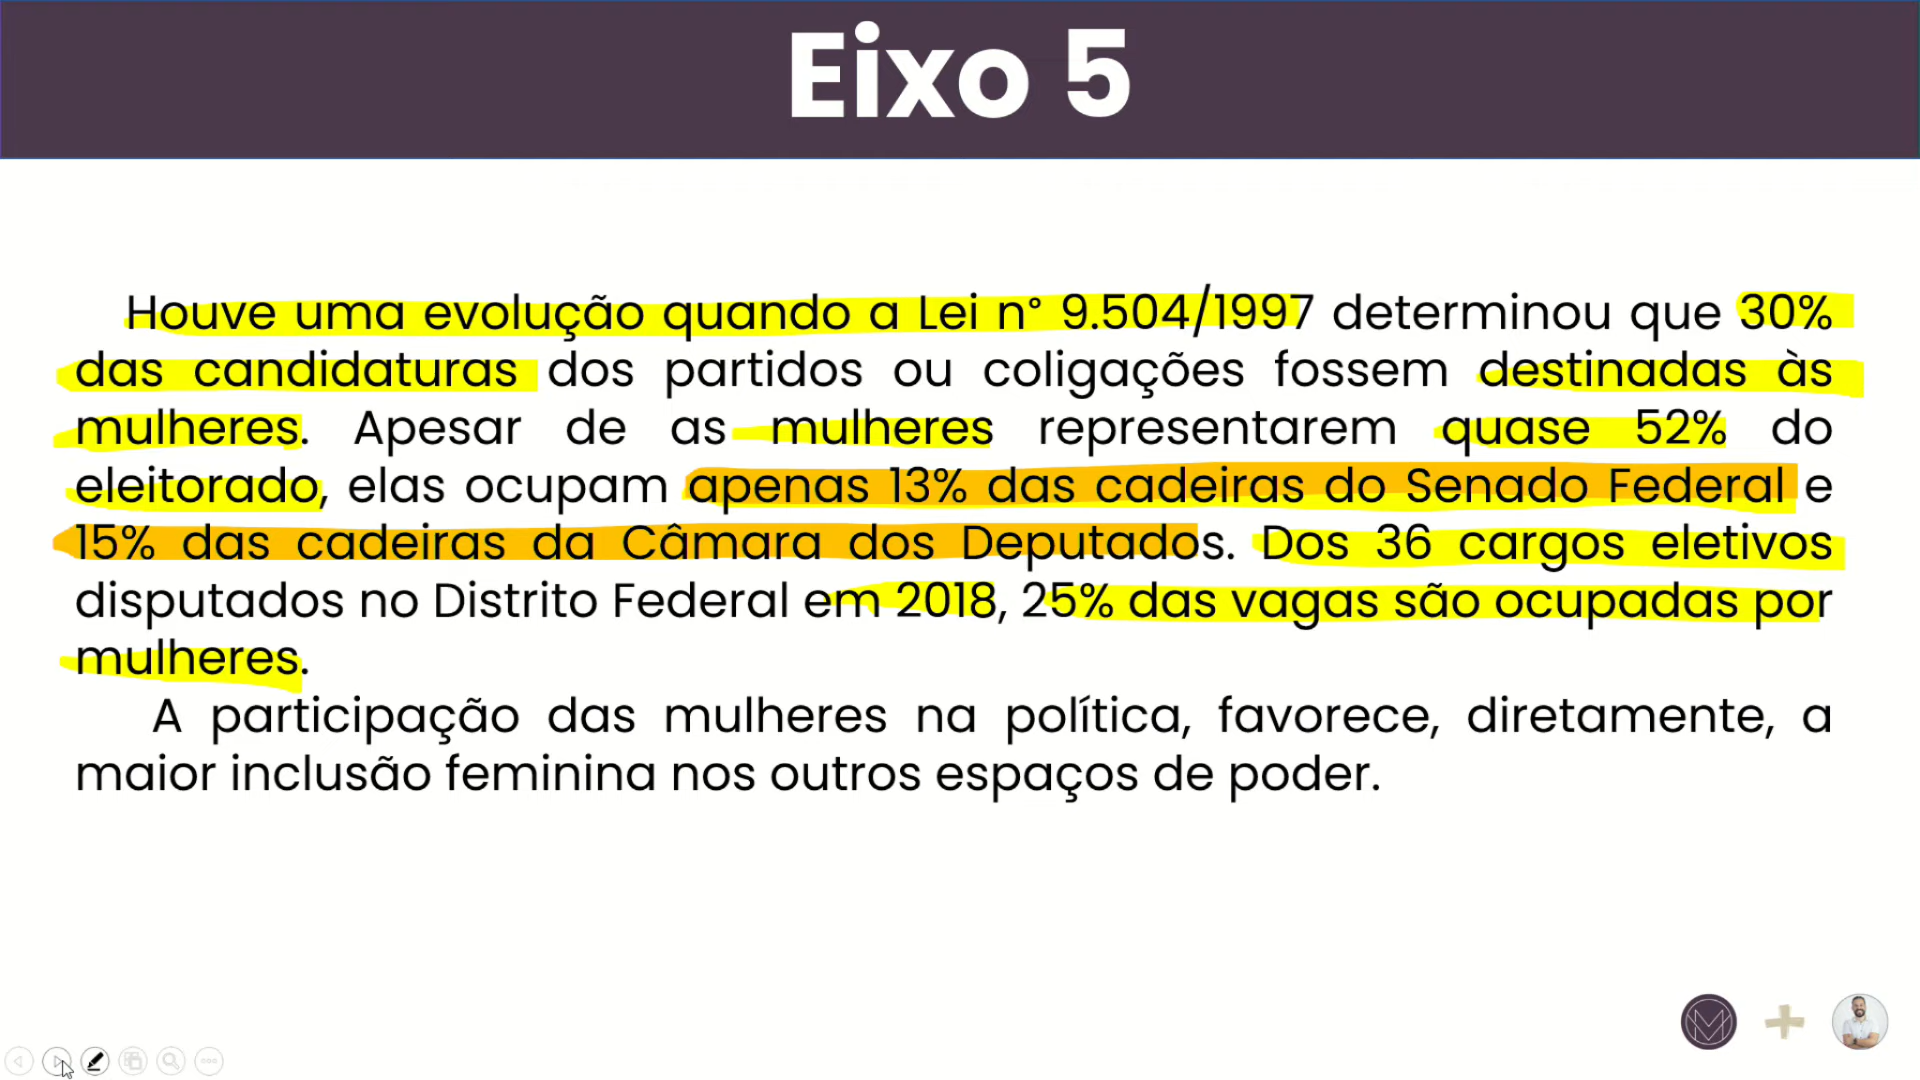 Eixo 5
Houve uma evolução quando a Lei n° 9.504/1997 determinou que 30%
das candidaturas dos partidos ou coligações fossem destinadas às
mulheres. Apesar de as mulheres representarem quase 52% do
eleitorado, elas ocupam apenas 13% das cadeiras do Senado Federal e
15% das cadeiras da Câmara dos Deputados. Dos 36 cargos eletivos
disputados no Distrito Federal em 2018, 25% das vagas são ocupadas por
mulheres.
A participação das mulheres na política, favorece, diretamente, a
maior inclusão feminina nos outros espaços de poder.